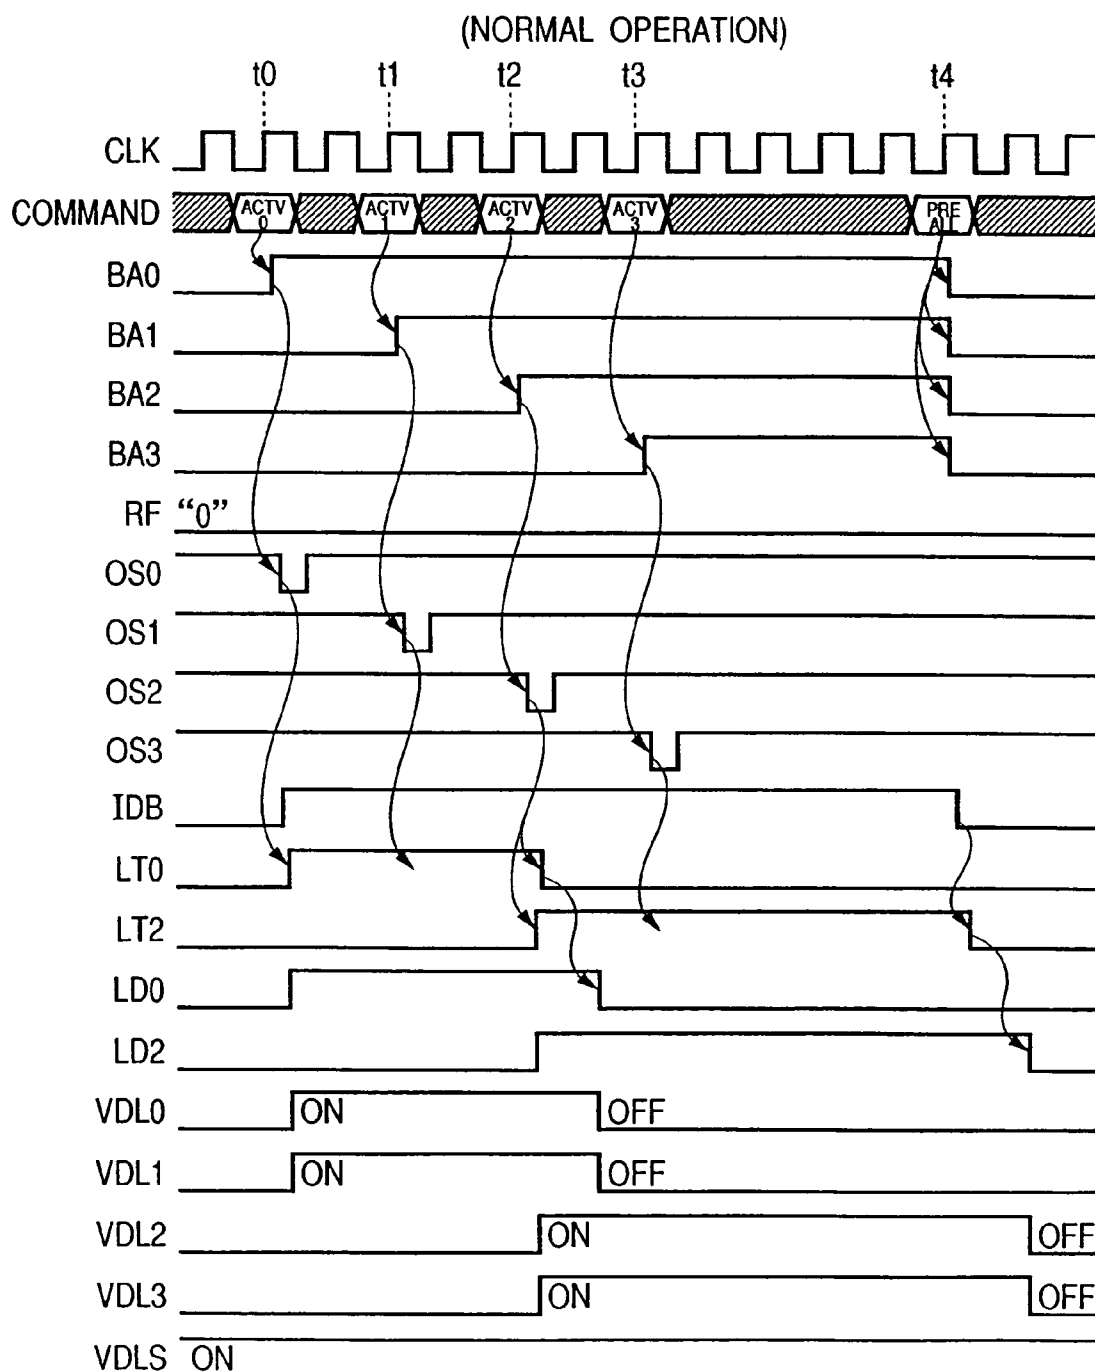 (NORMAL OPERATION)
t0 t1 t2 t3 t4
CLK
COMMAND ACTV 0 ACTV 1 ACTV 2 ACTV 3 PRE ALL
BA0
BA1
BA2
BA3
RF “0”
OS0
OS1
OS2
OS3
IDB
LT0
LT2
LD0
LD2
VDL0 ON OFF
VDL1 ON OFF
VDL2 ON OFF
VDL3 ON OFF
VDLS ON